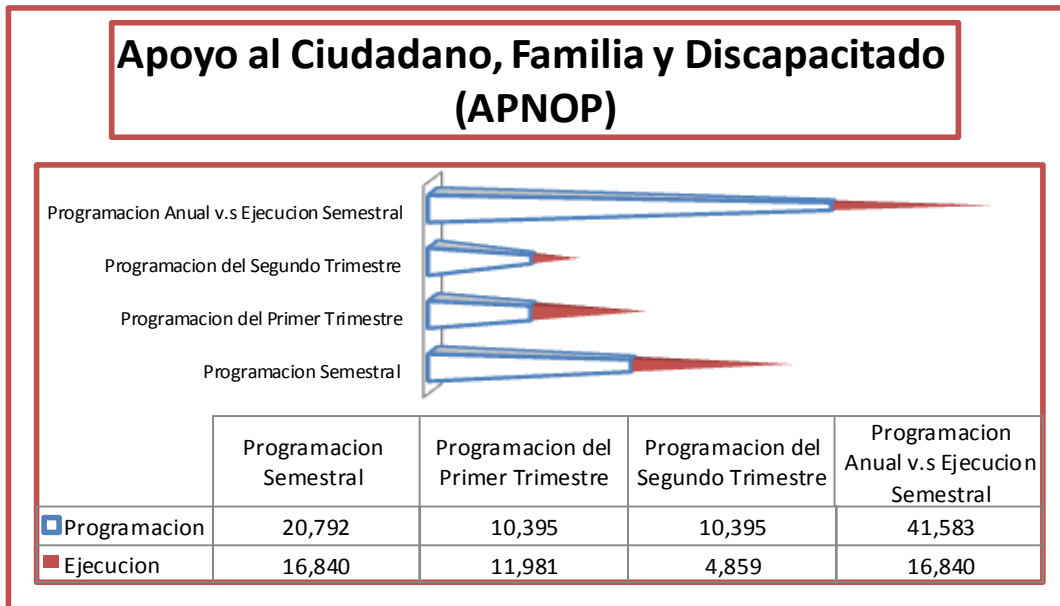 Apoyo al Ciudadano, Familia y Discapacitado
(APNOP)
Programacion Anual v.s Ejecucion Semestral
Programacion del Segundo Trimestre
Programacion del Primer Trimestre
Programacion Semestral
Programacion Semestral
Programacion del Primer Trimestre
Programacion del Segundo Trimestre
Programacion Anual v.s Ejecucion Semestral
Programacion 20,792 10,395 10,395 41,583
Ejecucion 16,840 11,981 4,859 16,840